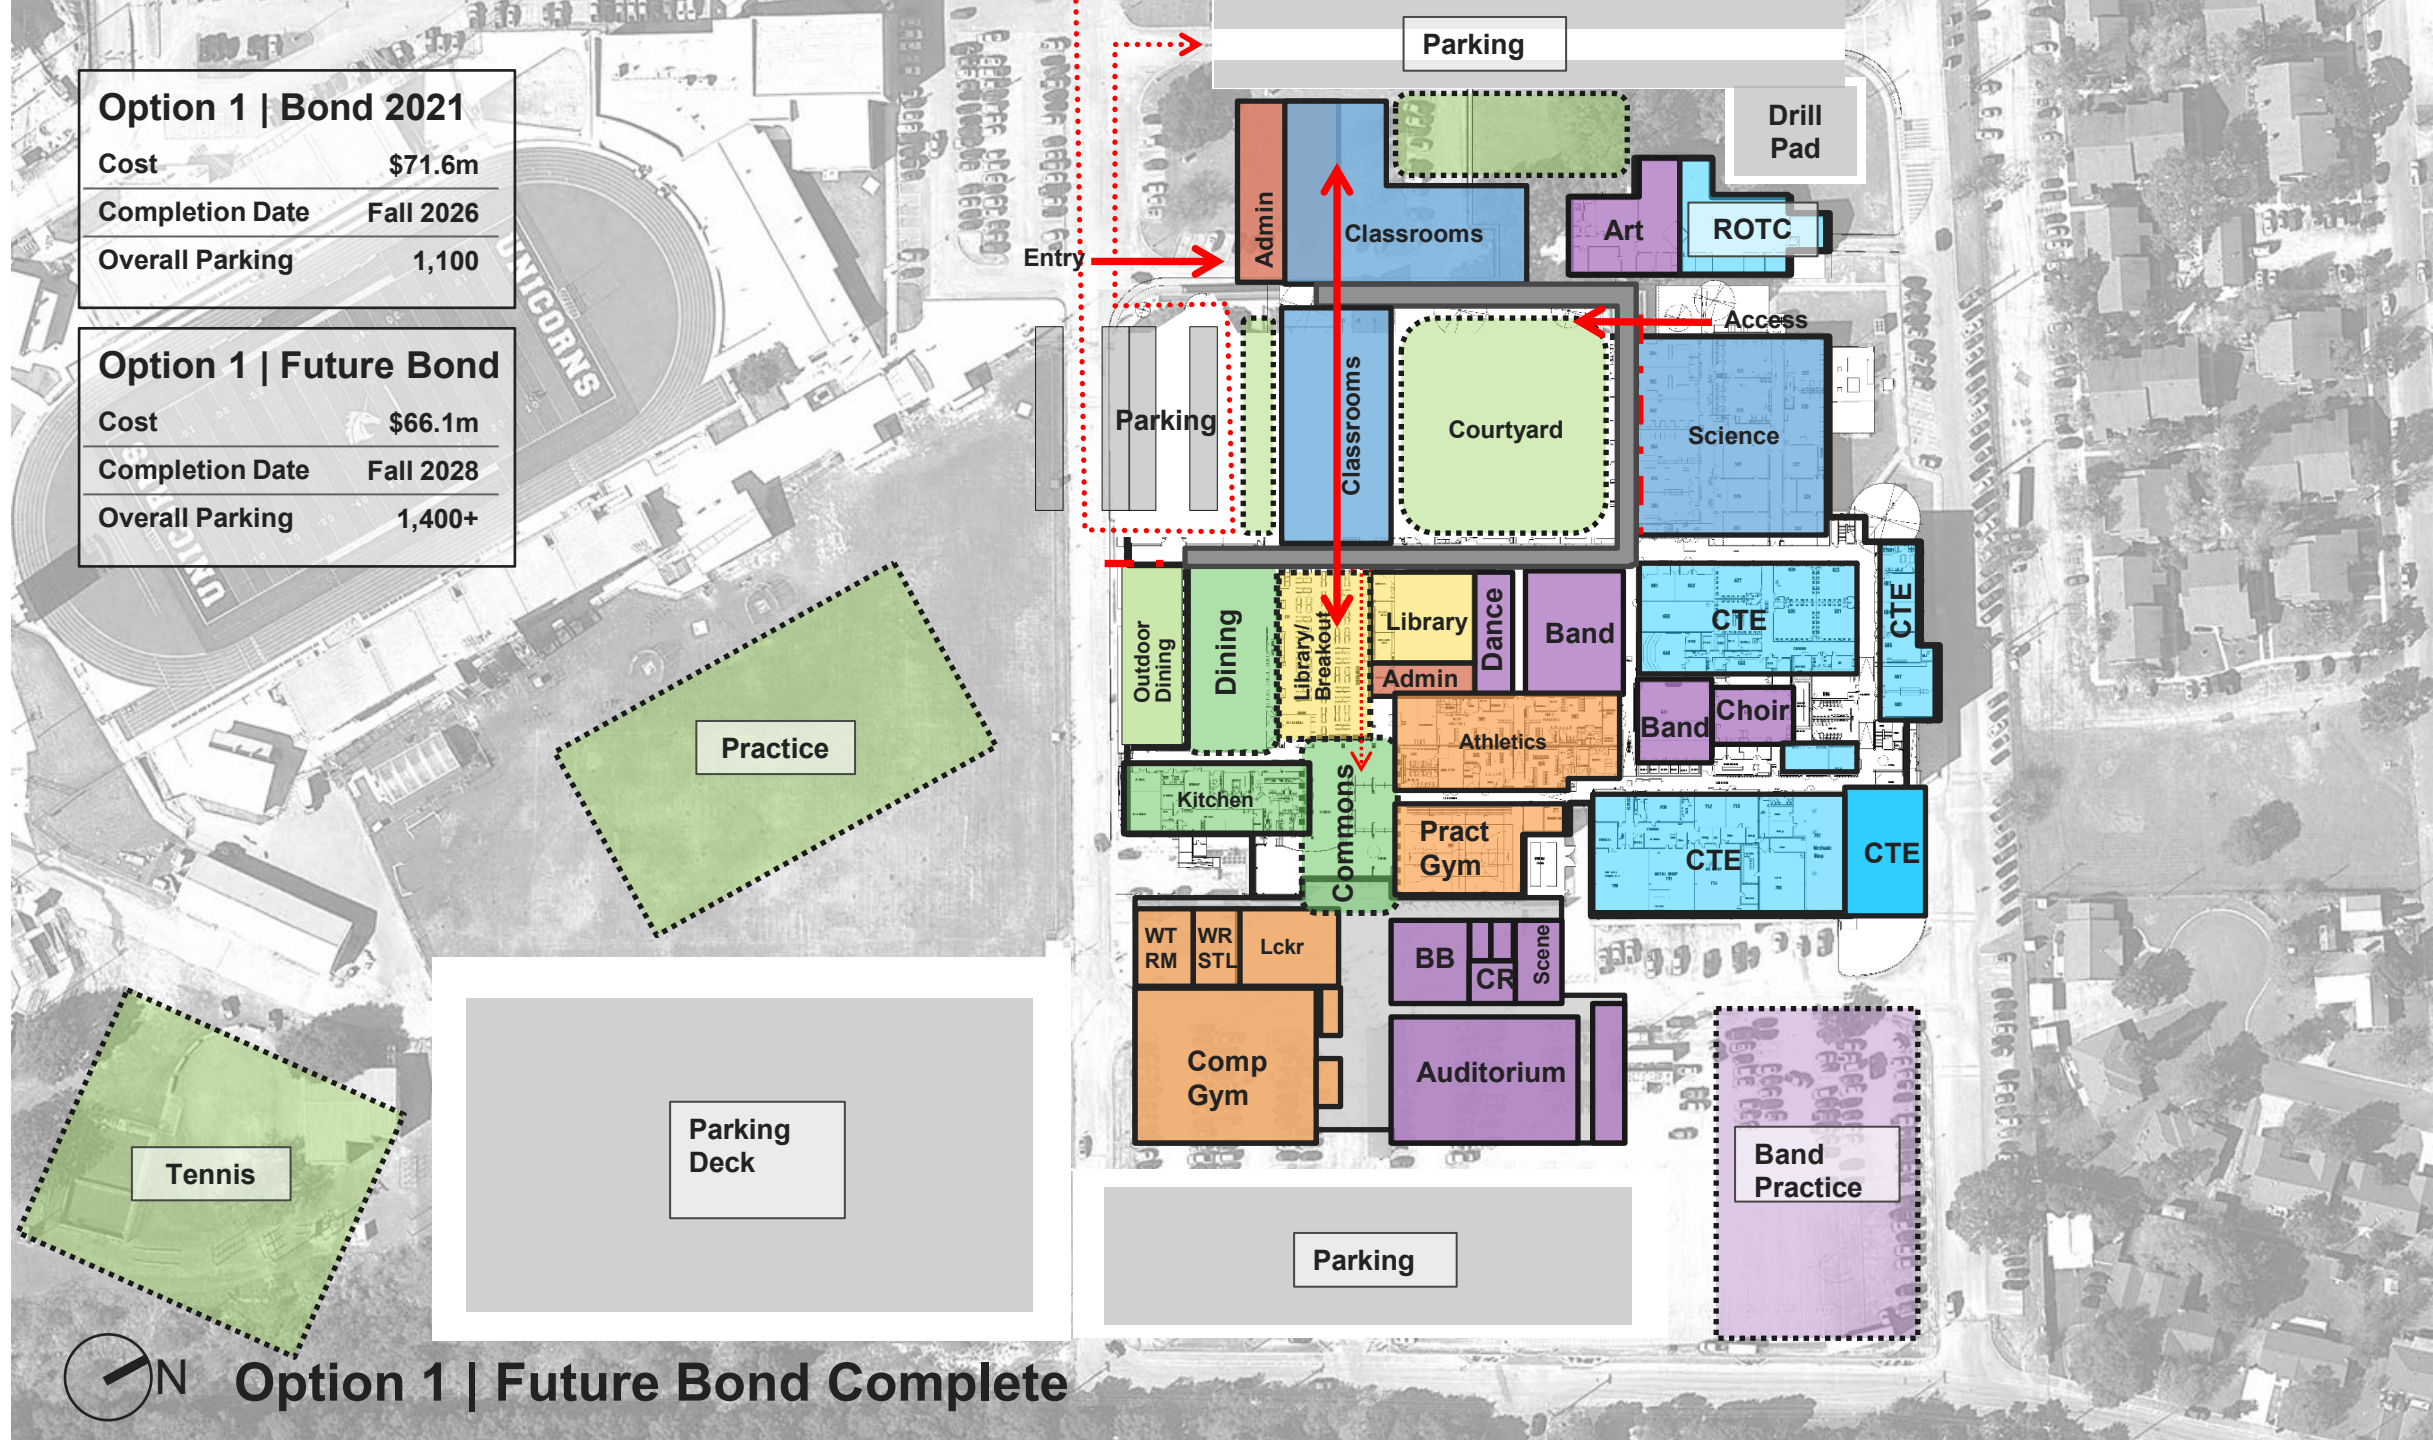 Option 1 | Bond 2021
Cost $71.6m
Completion Date Fall 2026
Overall Parking 1,100
Option 1 | Future Bond
Cost $66.1m
Completion Date Fall 2028
Overall Parking 1,400+
UNICORNS
UNICORNS
Parking
Drill
Pad
Admin
Classrooms
Art
ROTC
Entry
Access
Parking
Classrooms
Courtyard
Science
Outdoor
Dining
Dining
Library/
Breakout
Library
Admin
Dance
Band
CTE
CTE
Band
Choir
Athletics
Kitchen
Commons
Pract
Gym
CTE
CTE
WT
RM
WR
STL
Lckr
BB
CR
Scene
Comp
Gym
Auditorium
Practice
Tennis
Parking
Deck
Parking
Band
Practice
N
Option 1 | Future Bond Complete